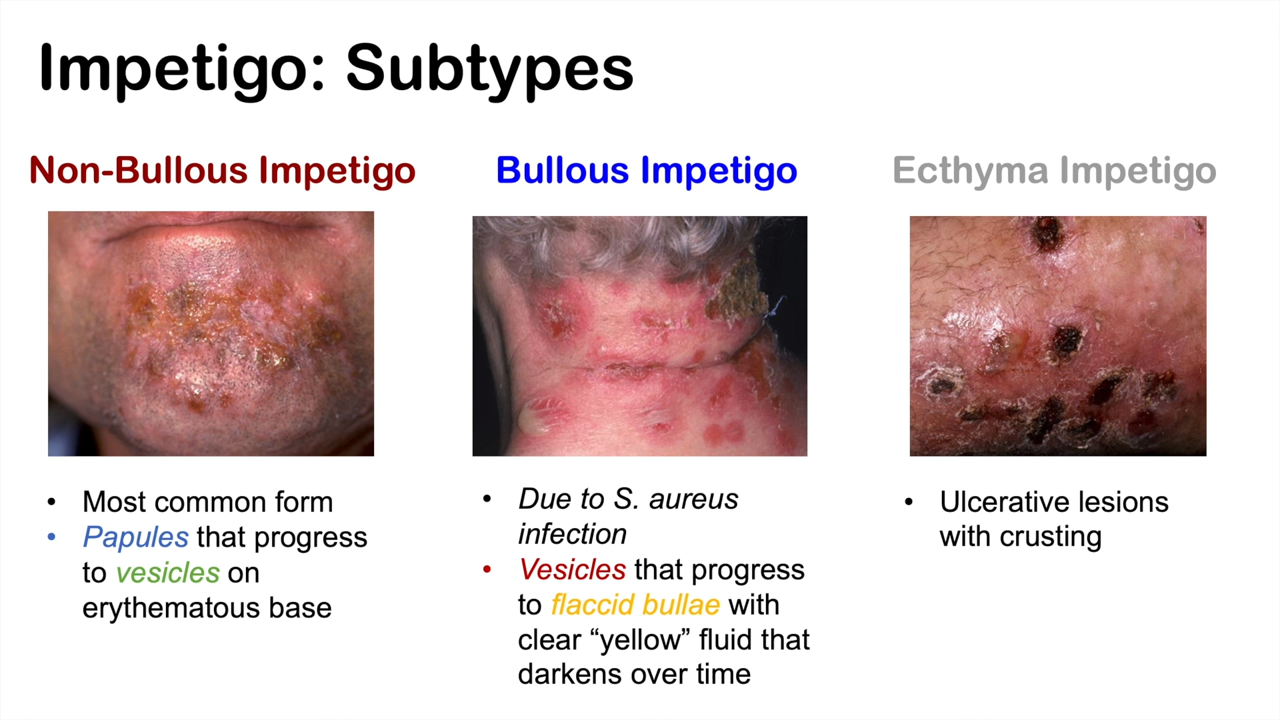 Impetigo: Subtypes
Non-Bullous Impetigo
• Most common form
• Papules that progress
to vesicles on
erythematous base
Bullous Impetigo
• Due to S. aureus
infection
• Vesicles that progress
to flaccid bullae with
clear “yellow” fluid that
darkens over time
Ecthyma Impetigo
• Ulcerative lesions
with crusting